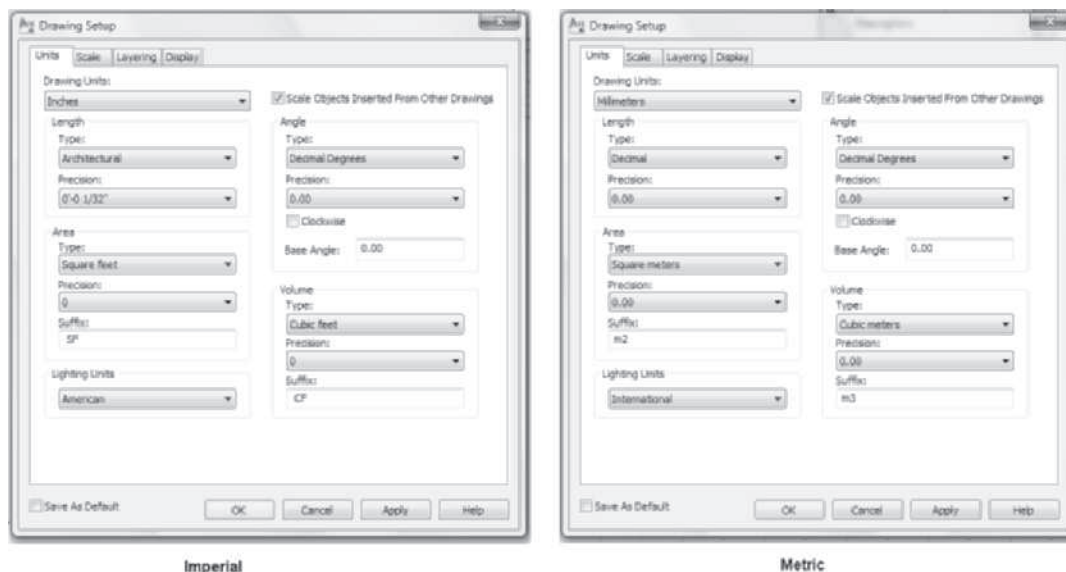 Drawing Setup
Units Scale Layering Display
Drawing Units:
Inches
Scale Objects Inserted From Other Drawings
Length
Type:
Architectural
Precision:
0'-0 1/32"
Angle
Type:
Decimal Degrees
Precision:
0.00
Clockwise
Base Angle: 0.00
Area
Type:
Square feet
Precision:
0
Suffix:
SF
Volume
Type:
Cubic feet
Precision:
0
Suffix:
CF
Lighting Units
American
Save As Default
OK Cancel Apply Help
Imperial
Drawing Setup
Units Scale Layering Display
Drawing Units:
Millimeters
Scale Objects Inserted From Other Drawings
Length
Type:
Decimal
Precision:
0.00
Angle
Type:
Decimal Degrees
Precision:
0.00
Clockwise
Base Angle: 0.00
Area
Type:
Square meters
Precision:
0.00
Suffix:
m2
Volume
Type:
Cubic meters
Precision:
0.00
Suffix:
m3
Lighting Units
International
Save As Default
OK Cancel Apply Help
Metric